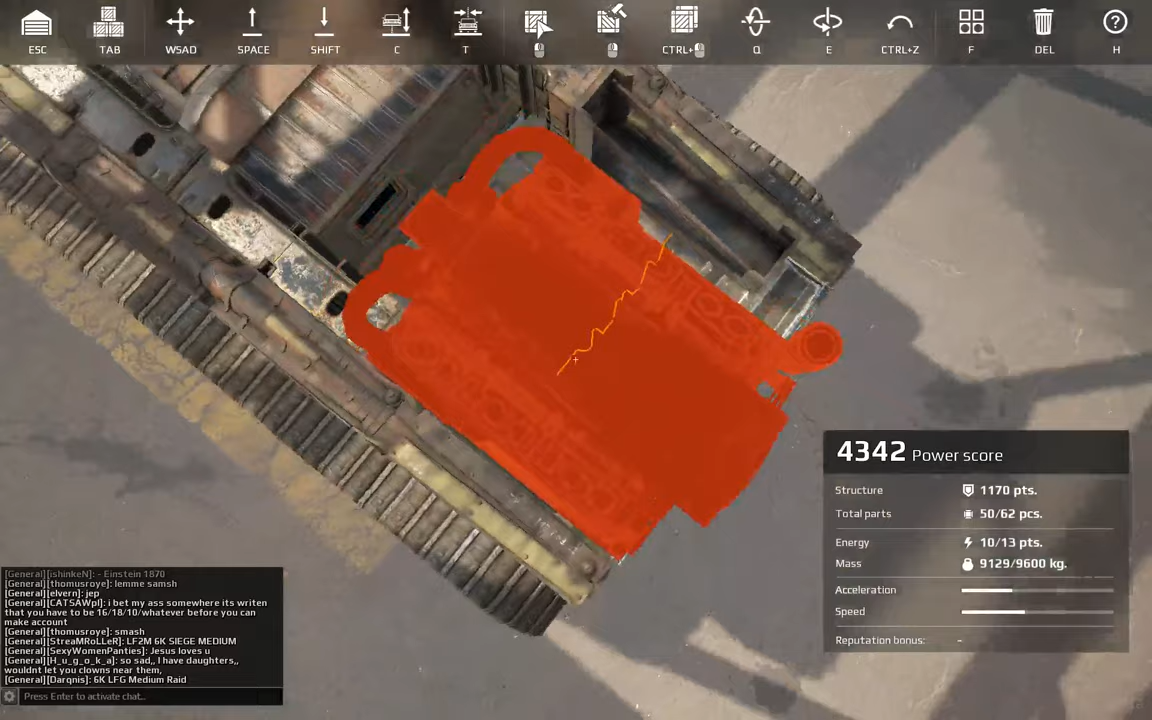 ESC
TAB
WSAD
SPACE
SHIFT
C
T
CTRL+
Q
E
CTRL+Z
F
DEL
H
4342 Power score
Structure 1170 pts.
Total parts 50/62 pcs.
Energy 10/13 pts.
Mass 9129/9600 kg.
Acceleration
Speed
Reputation bonus: -
[General][ishinkeN]: - Einstein 1870
[General][thomusroye]: lemme samsh
[General][elvern]: jep
[General][CATSAWpl]: i bet my ass somewhere its writen
that you have to be 16/18/10/whatever before you can
make account
[General][thomusroye]: smash
[General][StreaMRoLLeR]: LF2M 6K SIEGE MEDIUM
[General][SexyWomenPanties]: Jesus loves u
[General][H_u_g_o_k_a]: so sad,, I have daughters,,
wouldnt let you clowns near them,
[General][Darqnis]: 6K LFG Medium Raid
Press Enter to activate chat...